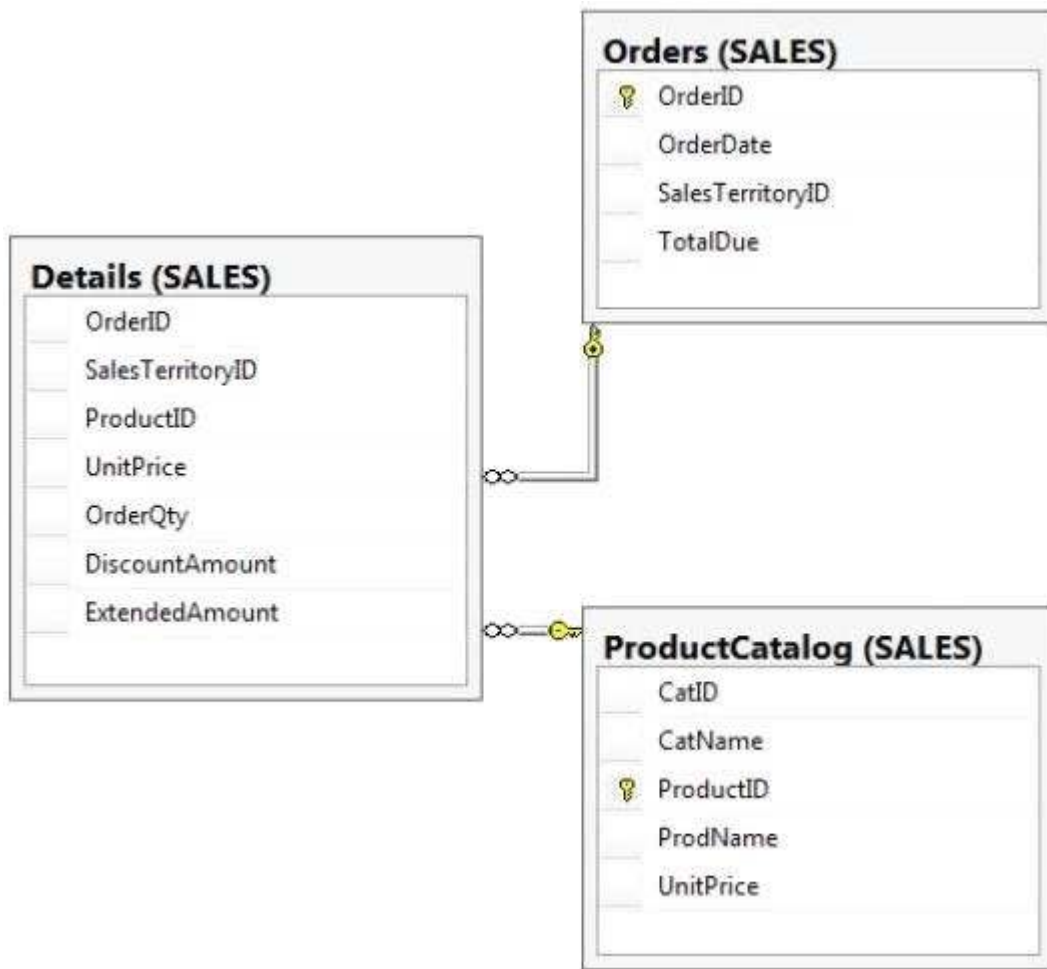 Orders (SALES)
OrderID
OrderDate
SalesTerritoryID
TotalDue
Details (SALES)
OrderID
SalesTerritoryID
ProductID
UnitPrice
OrderQty
DiscountAmount
ExtendedAmount
ProductCatalog (SALES)
CatID
CatName
ProductID
ProdName
UnitPrice